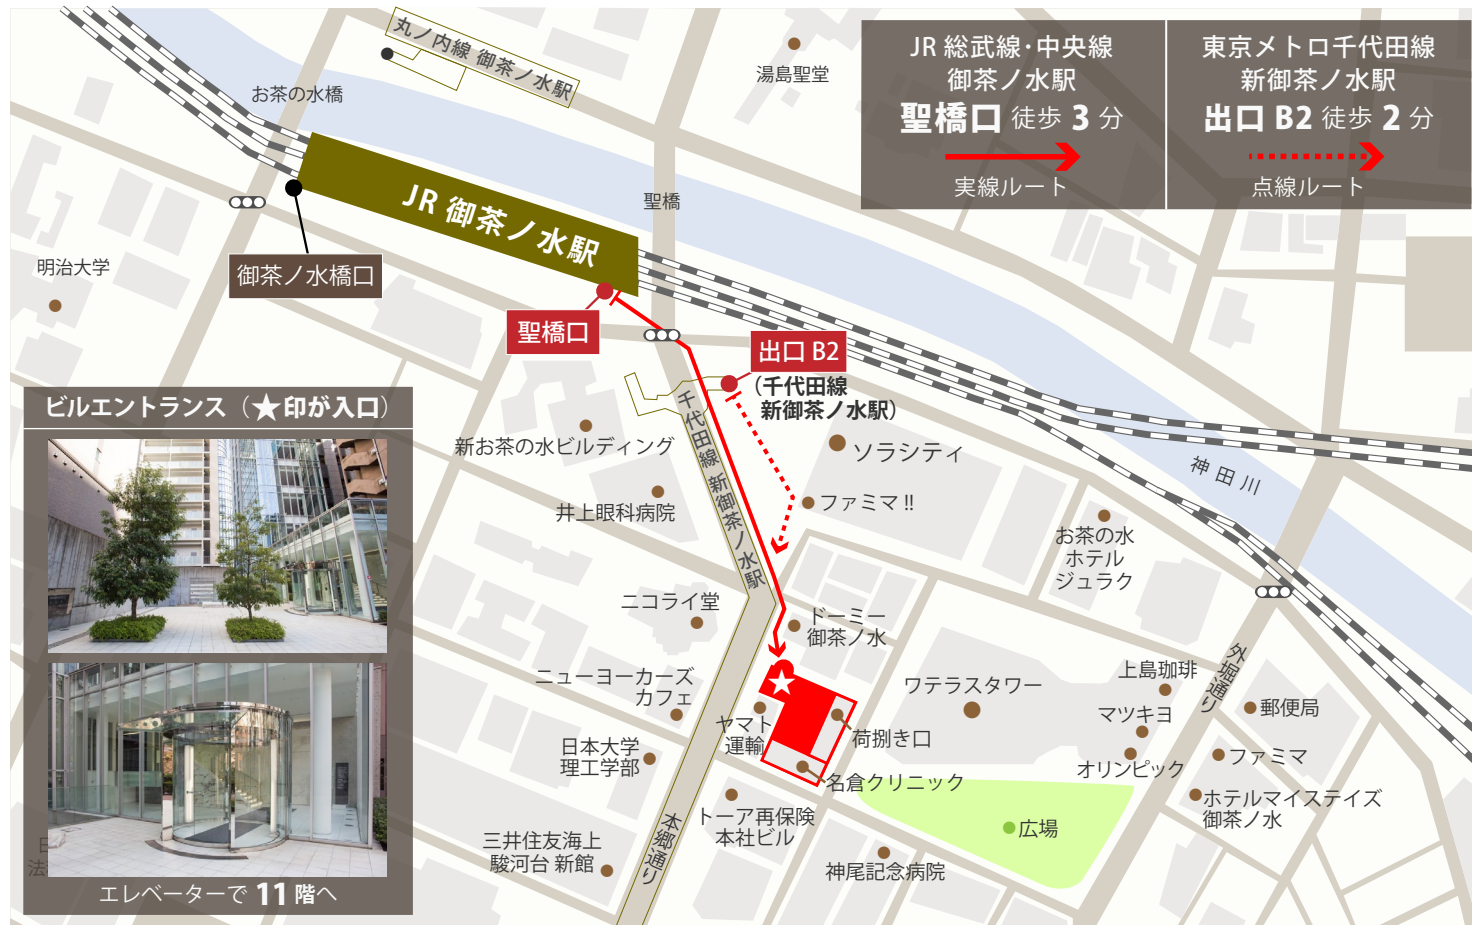 丸ノ内線 御茶ノ水駅
湯島聖堂
お茶の水橋
JR 総武線・中央線
御茶ノ水駅
聖橋口 徒歩 3 分
実線ルート
東京メトロ千代田線
新御茶ノ水駅
出口 B2 徒歩 2 分
点線ルート
聖橋
JR 御茶ノ水駅
明治大学
御茶ノ水橋口
聖橋口
出口 B2
(千代田線
新御茶ノ水駅)
千代田線 新御茶ノ水駅
新お茶の水ビルディング
井上眼科病院
ソラシティ
ファミマ !!
神田川
お茶の水
ホテル
ジュラク
ビルエントランス（★印が入口）
エレベーターで 11 階へ
ニコライ堂
ドーミー
御茶ノ水
ニューヨーカーズ
カフェ
ヤマト
運輸
ワテラスタワー
上島珈琲
マツキヨ
オリンピック
外堀通り
郵便局
ファミマ
ホテルマイステイズ
御茶ノ水
荷捌き口
名倉クリニック
日本大学
理工学部
トーア再保険
本社ビル
三井住友海上
駿河台 新館
本郷通り
神尾記念病院
広場